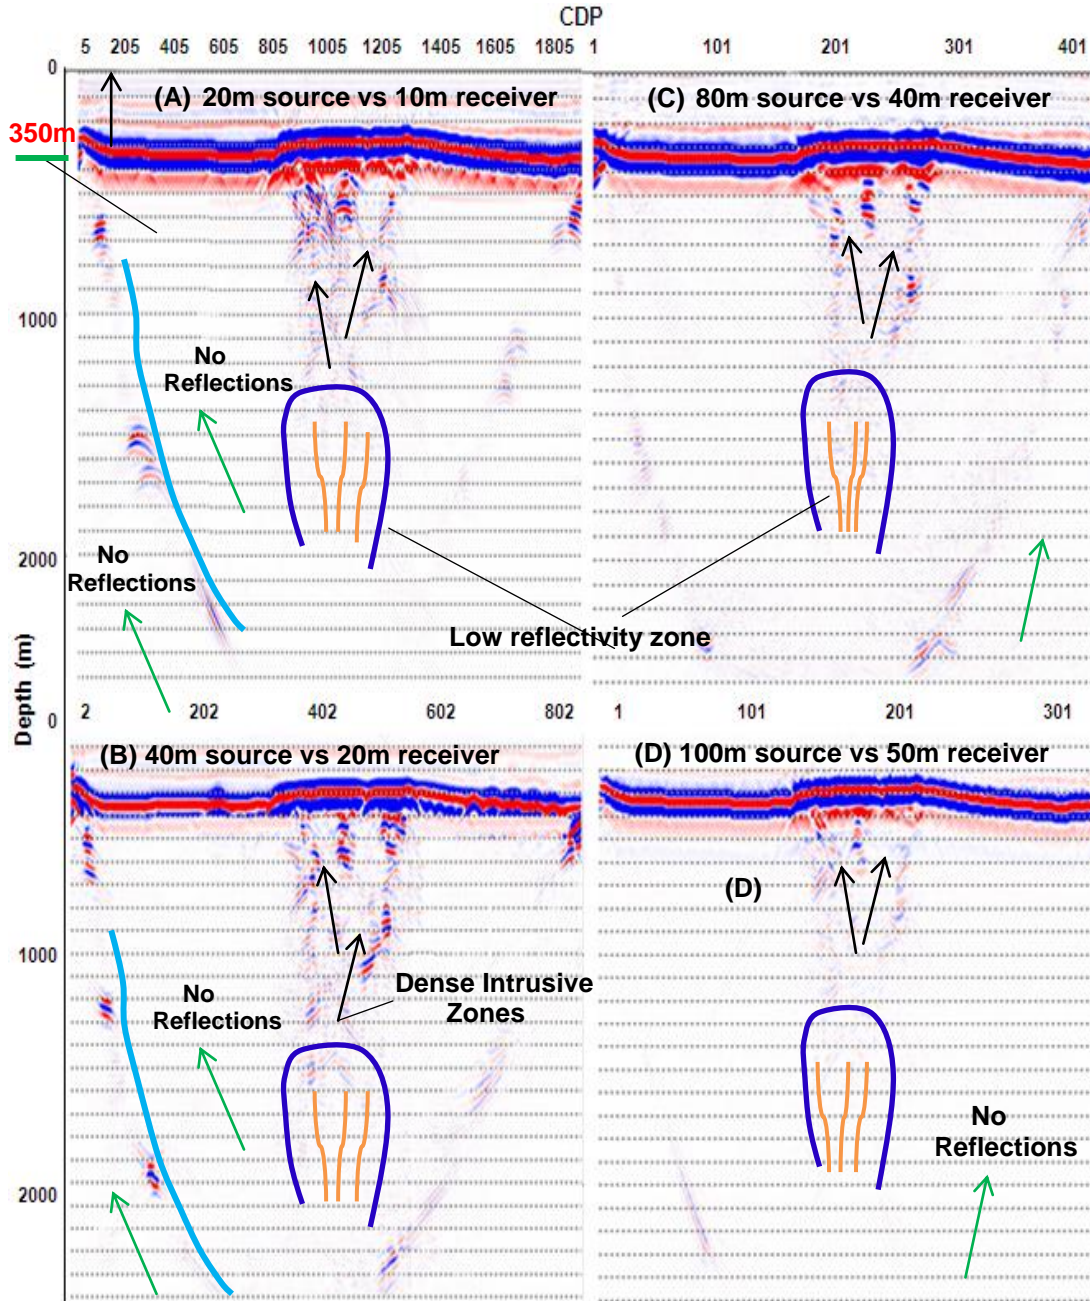 CDP
5 205 405 605 805 1005 1205 1405 1605 1805 1 101 201 301 401
0
(A) 20m source vs 10m receiver
(C) 80m source vs 40m receiver
350m
1000
No
Reflections
2000
No
Reflections
Low reflectivity zone
Depth (m)
0
2 202 402 602 802 1 101 201 301
(B) 40m source vs 20m receiver
(D) 100m source vs 50m receiver
(D)
1000
No
Reflections
Dense Intrusive
Zones
No
Reflections
2000